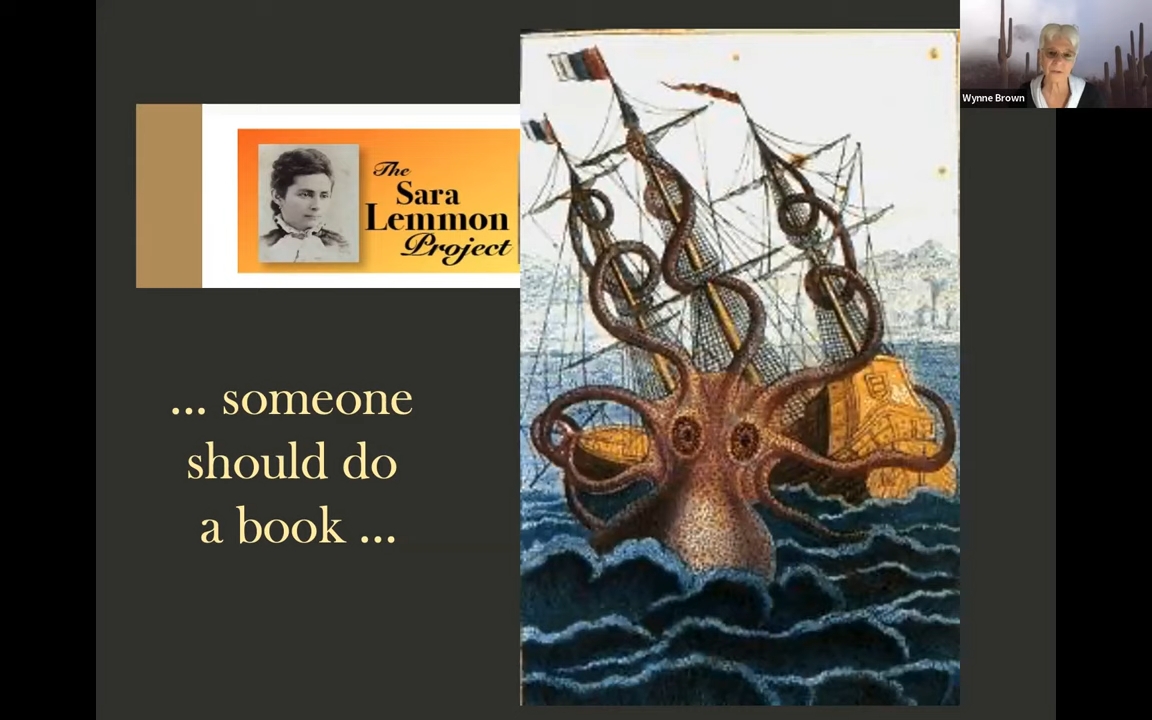 The
Sara
Lemmon
Project
... someone
should do
a book ...
Wynne Brown